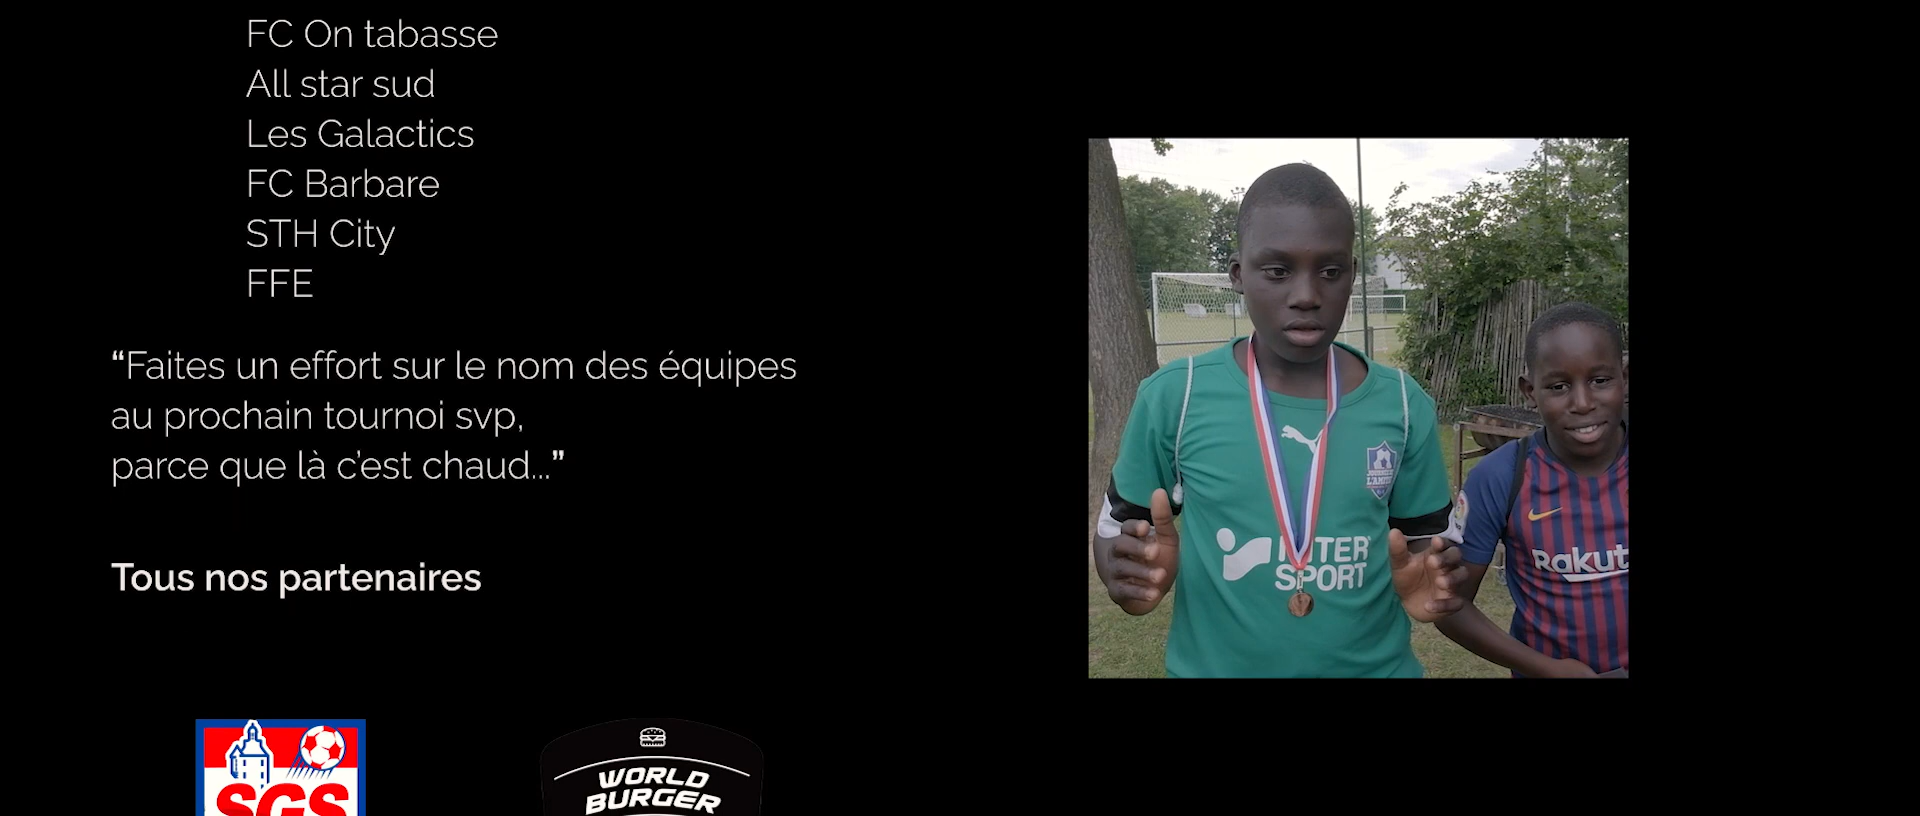 FC On tabasse
All star sud
Les Galactics
FC Barbare
STH City
FFE
“Faites un effort sur le nom des équipes
au prochain tournoi svp,
parce que là c’est chaud...”
Tous nos partenaires
SGS
WORLD
BURGER
L'AMITIÉ
INTER
SPORT
Rakut